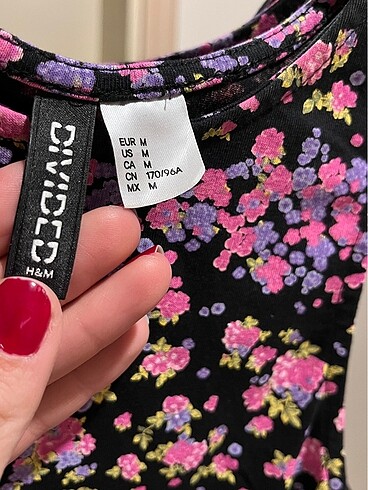 DIVIDED
H&M
EUR M
US M
CA M
CN 170/96A
MX M